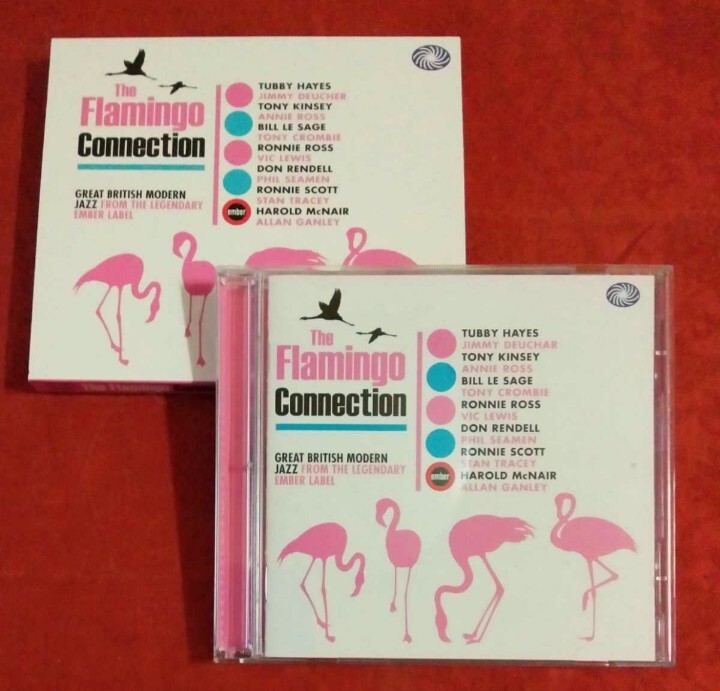 The
Flamingo
Connection
GREAT BRITISH MODERN
JAZZ FROM THE LEGENDARY
EMBER LABEL
TUBBY HAYES
JIMMY DEUCHER
TONY KINSEY
ANNIE ROSS
BILL LE SAGE
TONY CROMBIE
RONNIE ROSS
VIC LEWIS
DON RENDELL
PHIL SEAMEN
RONNIE SCOTT
STAN TRACEY
ember
HAROLD McNAIR
ALLAN GANLEY
The Flamingo
The
Flamingo
Connection
GREAT BRITISH MODERN
JAZZ FROM THE LEGENDARY
EMBER LABEL
TUBBY HAYES
JIMMY DEUCHAR
TONY KINSEY
ANNIE ROSS
BILL LE SAGE
TONY CROMBIE
RONNIE ROSS
VIC LEWIS
DON RENDELL
PHIL SEAMEN
RONNIE SCOTT
STAN TRACEY
ember
HAROLD McNAIR
ALLAN GANLEY